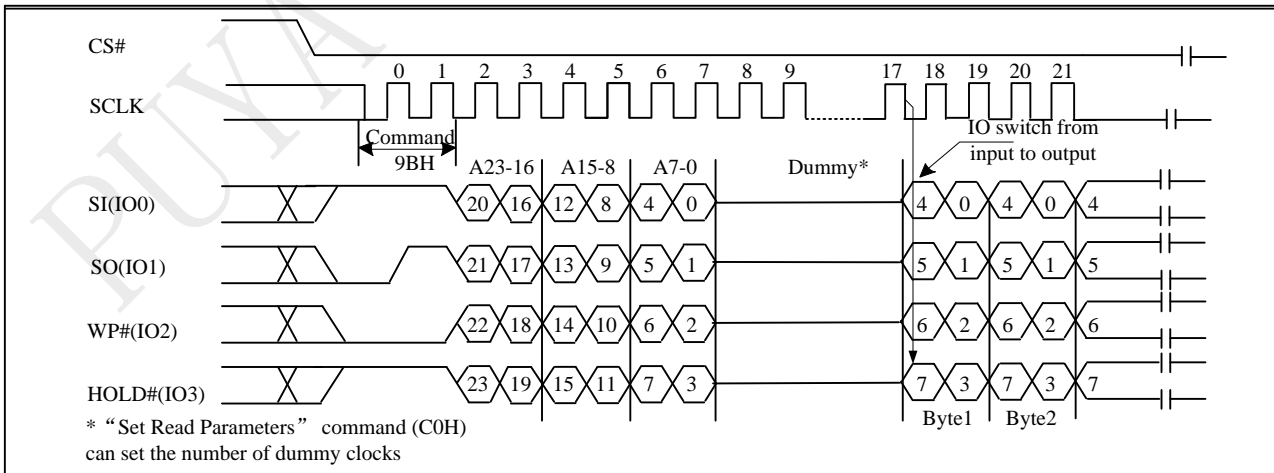 CS#
0 1 2 3 4 5 6 7 8 9 17 18 19 20 21
SCLK
Command
9BH
IO switch from
input to output
A23-16 A15-8 A7-0 Dummy*
SI(IO0) 20 16 12 8 4 0 4 0 4 0 4
SO(IO1) 21 17 13 9 5 1 5 1 5 1 5
WP#(IO2) 22 18 14 10 6 2 6 2 6 2 6
HOLD#(IO3) 23 19 15 11 7 3 7 3 7 3 7
Byte1 Byte2
* “Set Read Parameters” command (C0H)
can set the number of dummy clocks
PUYA